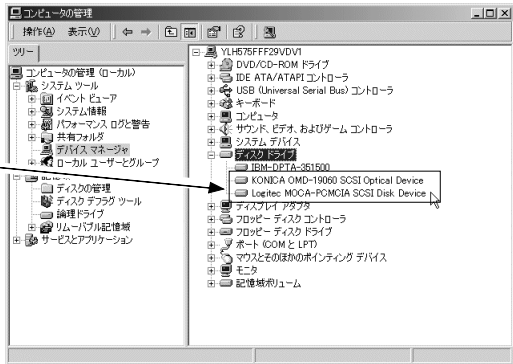 コンピュータの管理
操作(A) 表示(V)
ツリー
コンピュータの管理 (ローカル)
システム ツール
イベント ビューア
システム情報
パフォーマンス ログと警告
共有フォルダ
デバイス マネージャ
ローカル ユーザーとグループ
ディスクの管理
ディスク デフラグ ツール
論理ドライブ
リムーバブル記憶域
サービスとアプリケーション
YLH575FFF29VDV1
DVD/CD-ROM ドライブ
IDE ATA/ATAPI コントローラ
USB (Universal Serial Bus) コントローラ
キーボード
コンピュータ
サウンド、ビデオ、およびゲーム コントローラ
システム デバイス
ディスク ドライブ
IBM-DPTA-351500
KONICA OMD-19060 SCSI Optical Device
Logitec MOCA-PCMCIA SCSI Disk Device
ディスプレイ アダプタ
フロッピー ディスク コントローラ
フロッピー ディスク ドライブ
ポート (COM と LPT)
マウスとそのほかのポインティング デバイス
モニタ
記憶域ボリューム